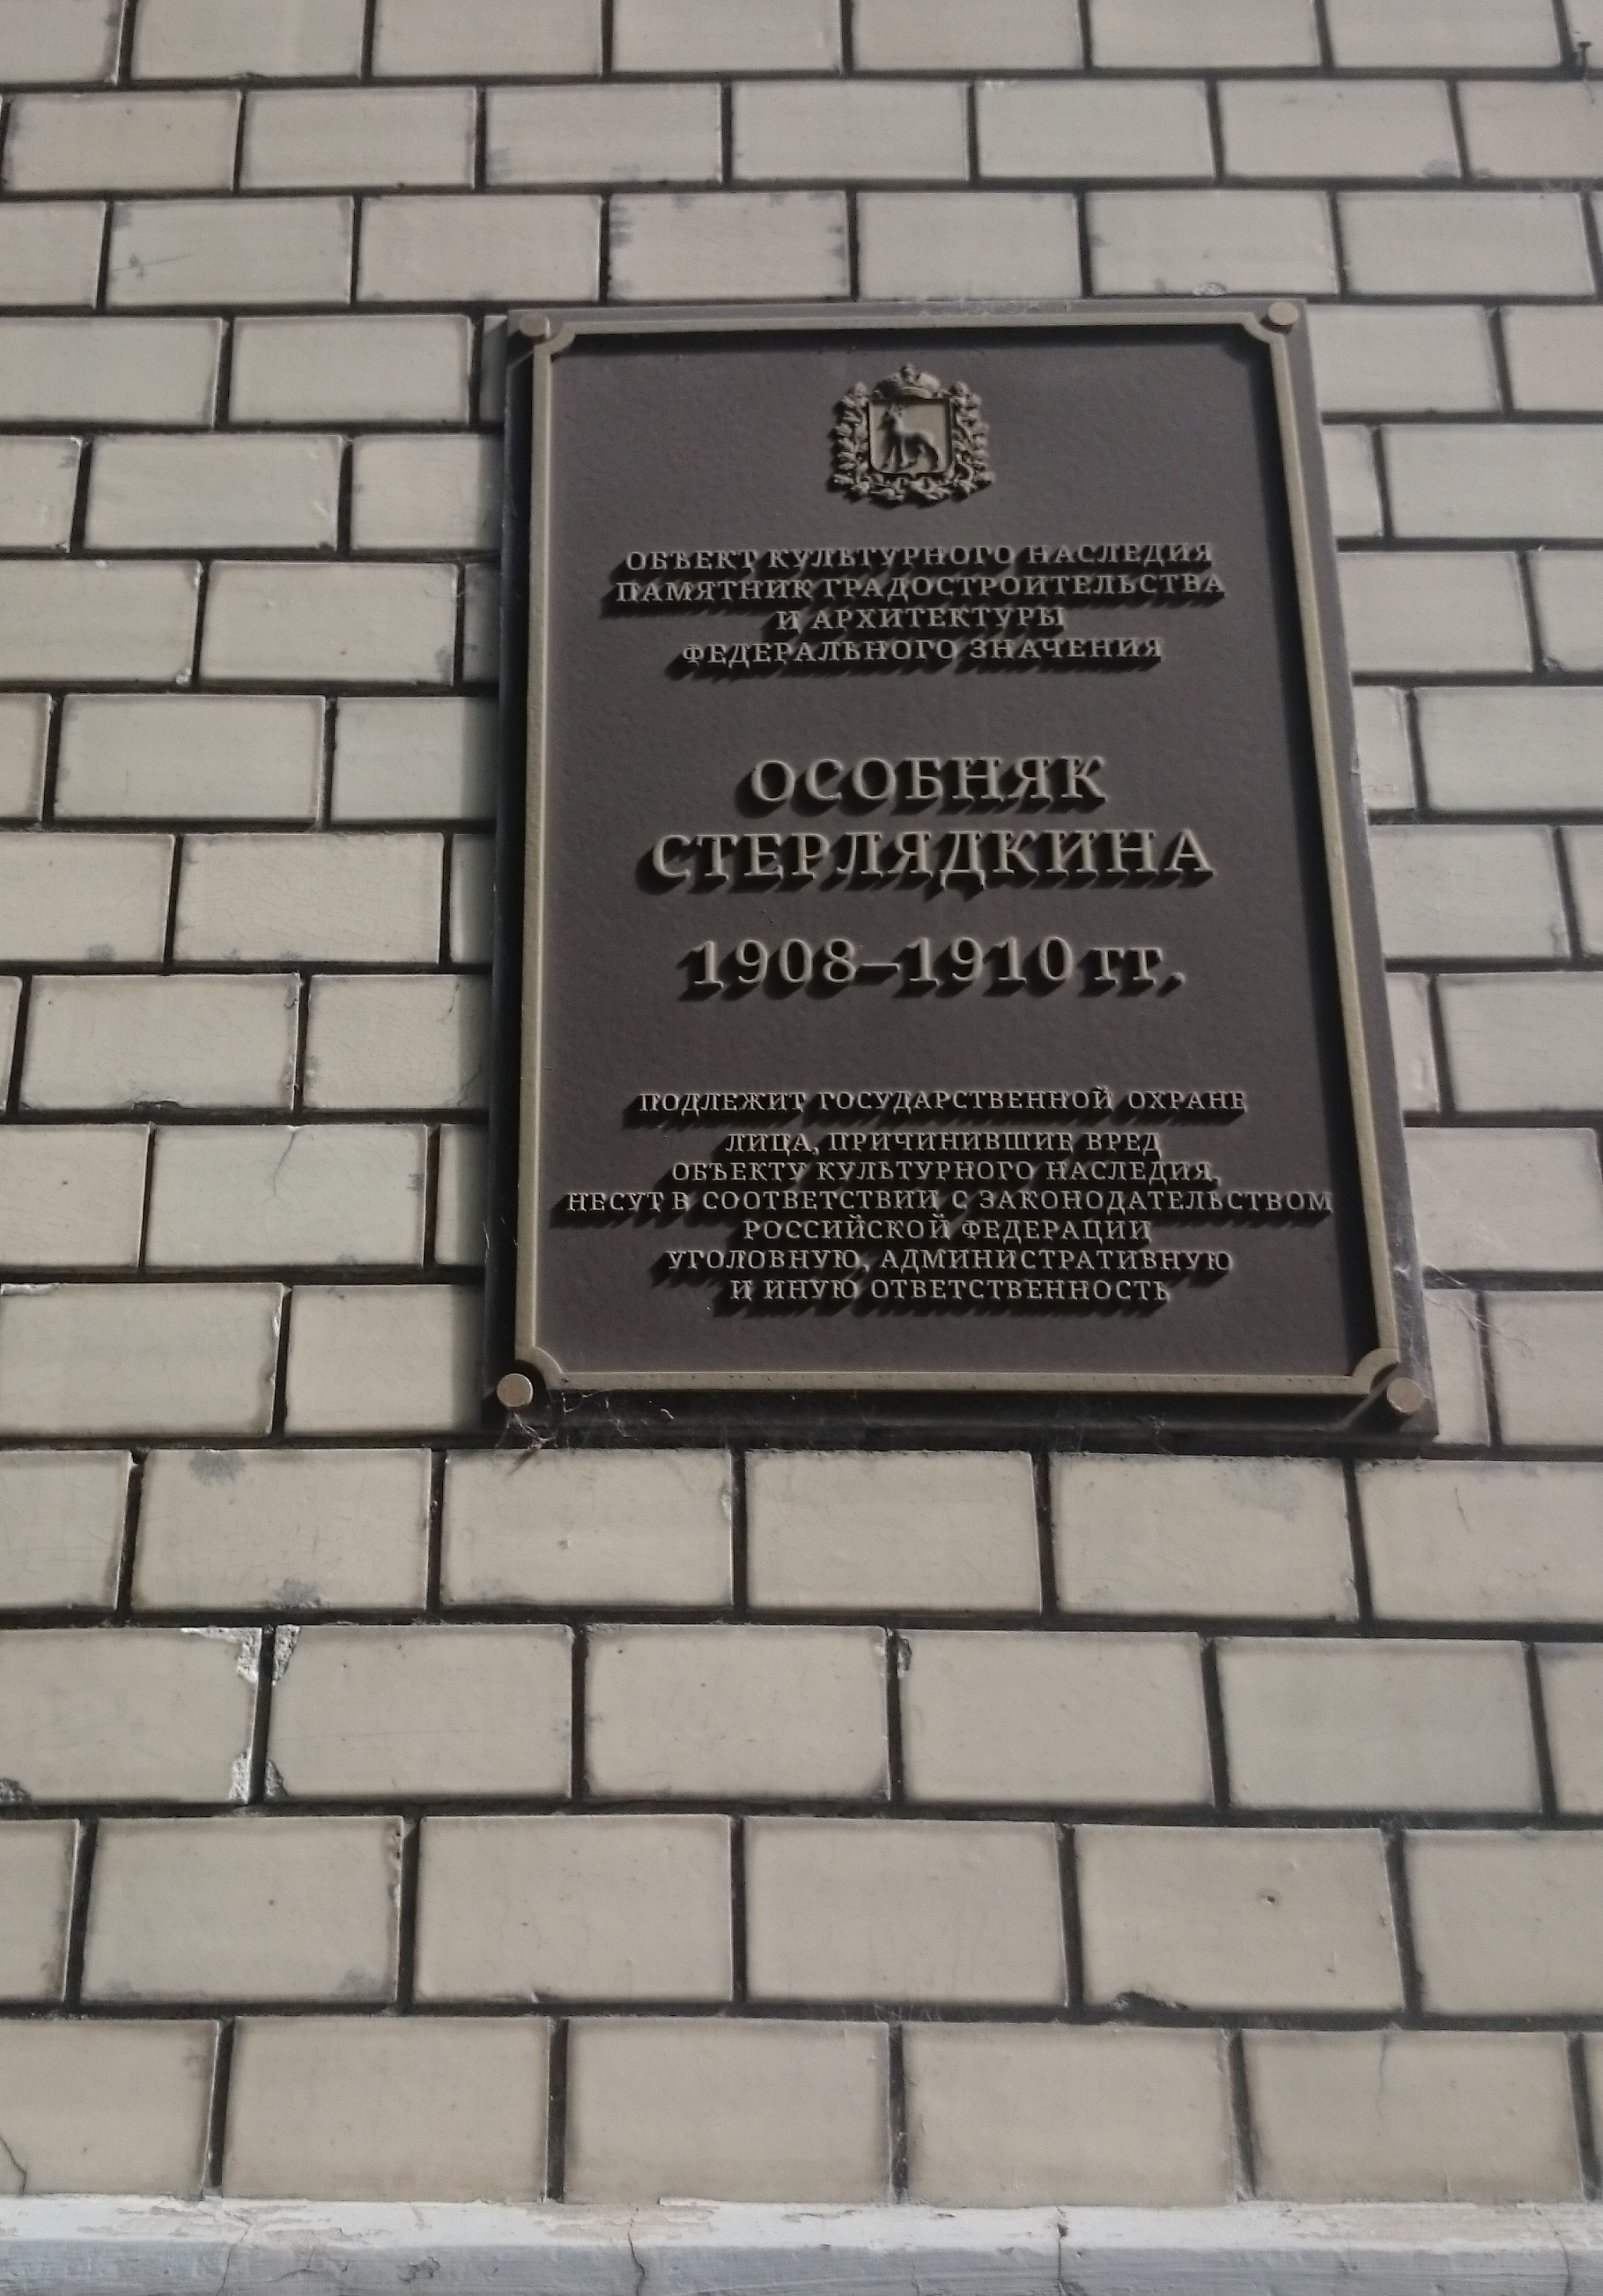 ОБЪЕКТ КУЛЬТУРНОГО НАСЛЕДИЯ
ПАМЯТНИК ГРАДОСТРОИТЕЛЬСТВА
И АРХИТЕКТУРЫ
ФЕДЕРАЛЬНОГО ЗНАЧЕНИЯ
ОСОБНЯК
СТЕРЛЯДКИНА
1908–1910 гг.
ПОДЛЕЖИТ ГОСУДАРСТВЕННОЙ ОХРАНЕ
ЛИЦА, ПРИЧИНИВШИЕ ВРЕД
ОБЪЕКТУ КУЛЬТУРНОГО НАСЛЕДИЯ,
НЕСУТ В СООТВЕТСТВИИ С ЗАКОНОДАТЕЛЬСТВОМ
РОССИЙСКОЙ ФЕДЕРАЦИИ
УГОЛОВНУЮ, АДМИНИСТРАТИВНУЮ
И ИНУЮ ОТВЕТСТВЕННОСТЬ